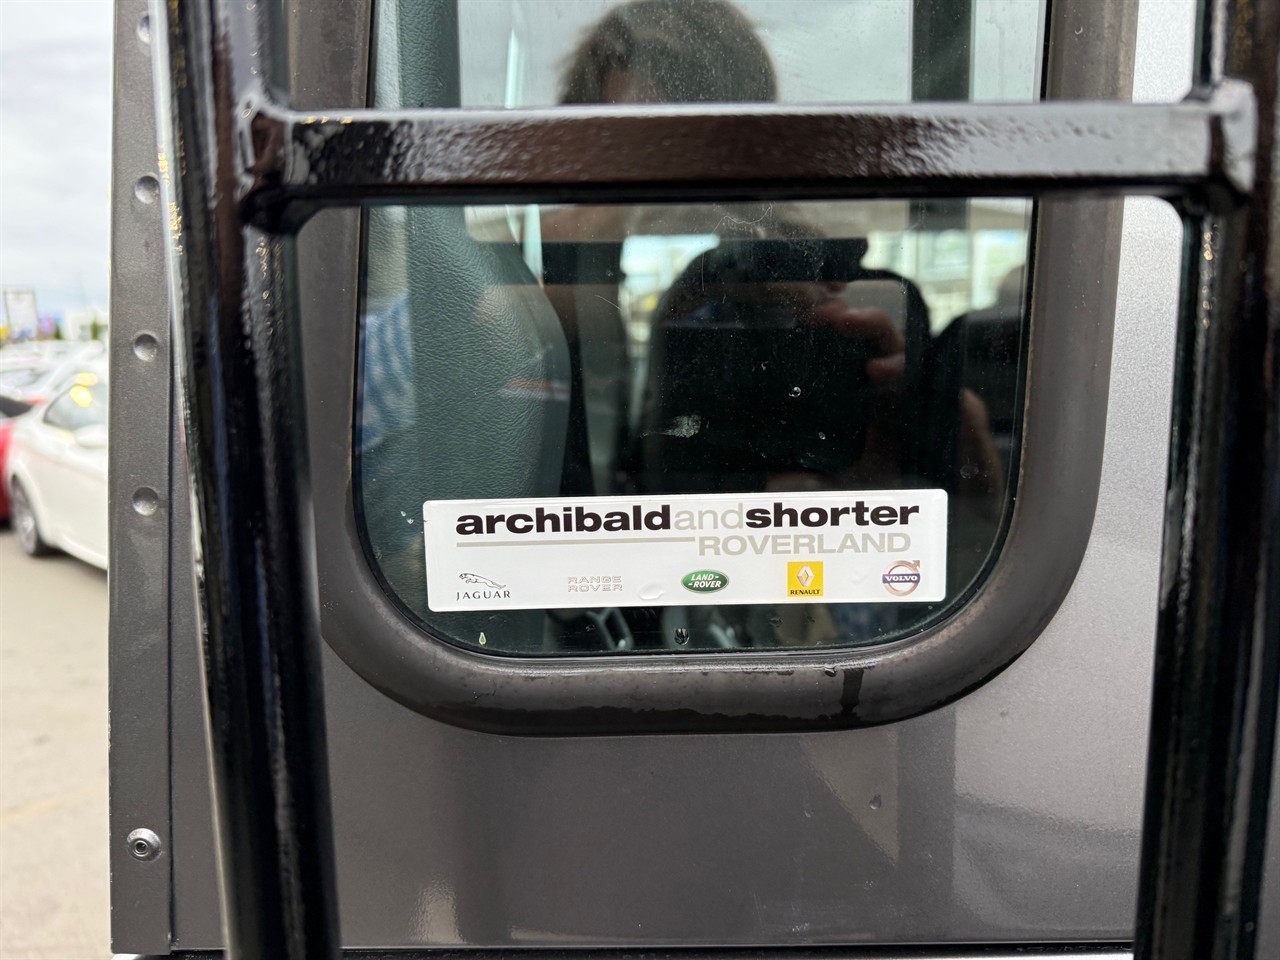 archibaldandshorter
ROVERLAND
JAGUAR
RANGE
ROVER
LAND-
-ROVER
RENAULT
VOLVO